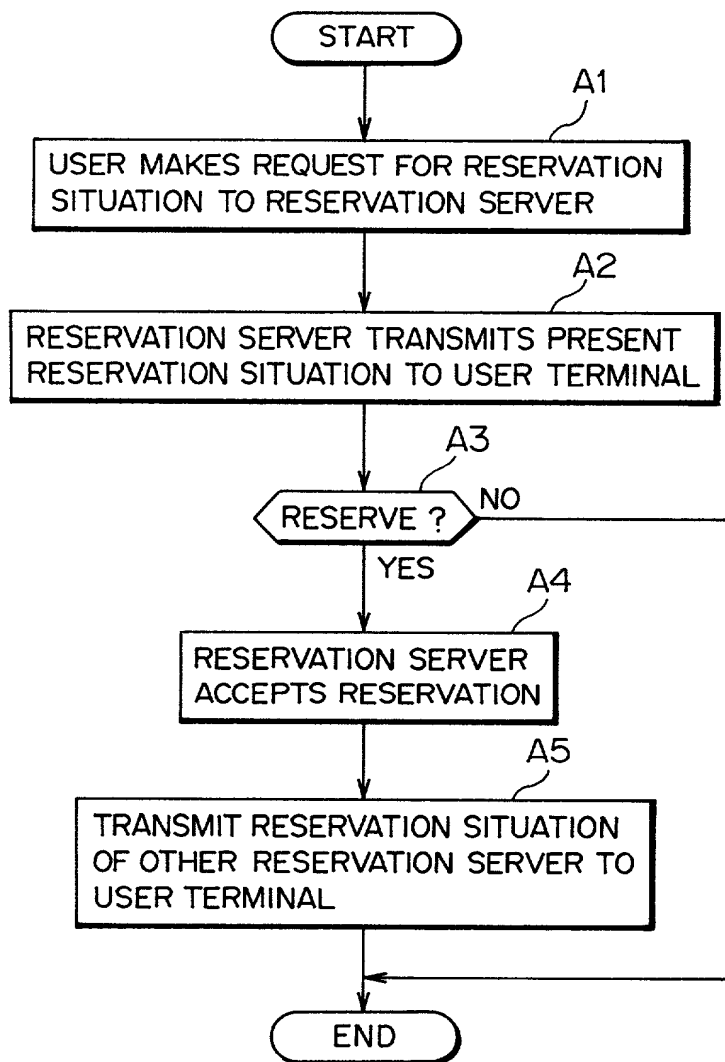 START
A1
USER MAKES REQUEST FOR RESERVATION
SITUATION TO RESERVATION SERVER
A2
RESERVATION SERVER TRANSMITS PRESENT
RESERVATION SITUATION TO USER TERMINAL
A3
RESERVE ?
NO
YES
A4
RESERVATION SERVER
ACCEPTS RESERVATION
A5
TRANSMIT RESERVATION SITUATION
OF OTHER RESERVATION SERVER TO
USER TERMINAL
END